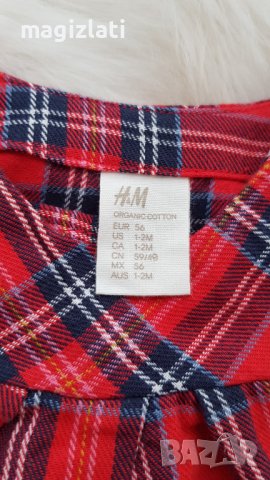 magizlati
H&M
ORGANIC COTTON
EUR 56
US 1-2M
CA 1-2M
CN 59/40
MX 56
AUS 1-2M
BAZAR